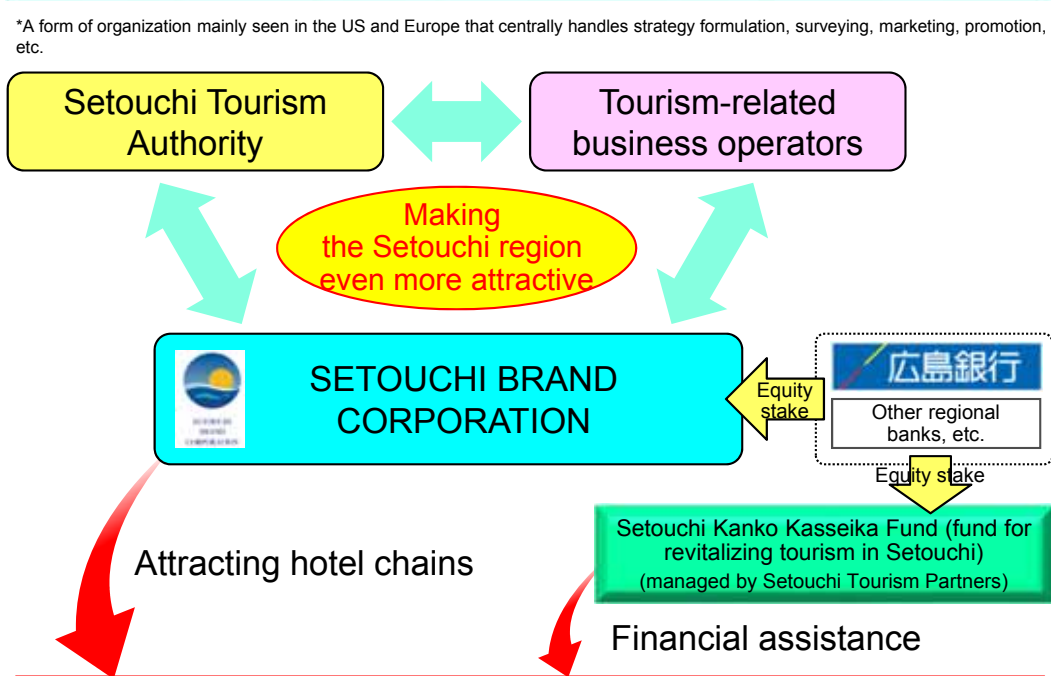 *A form of organization mainly seen in the US and Europe that centrally handles strategy formulation, surveying, marketing, promotion,
etc.
Setouchi Tourism
Authority
Tourism-related
business operators
Making
the Setouchi region
even more attractive
SETOUCHI BRAND
CORPORATION
SETOUCHI
BRAND
CORPORATION
Equity
stake
広島銀行
Other regional
banks, etc.
Equity stake
Setouchi Kanko Kasseika Fund (fund for
revitalizing tourism in Setouchi)
(managed by Setouchi Tourism Partners)
Attracting hotel chains
Financial assistance